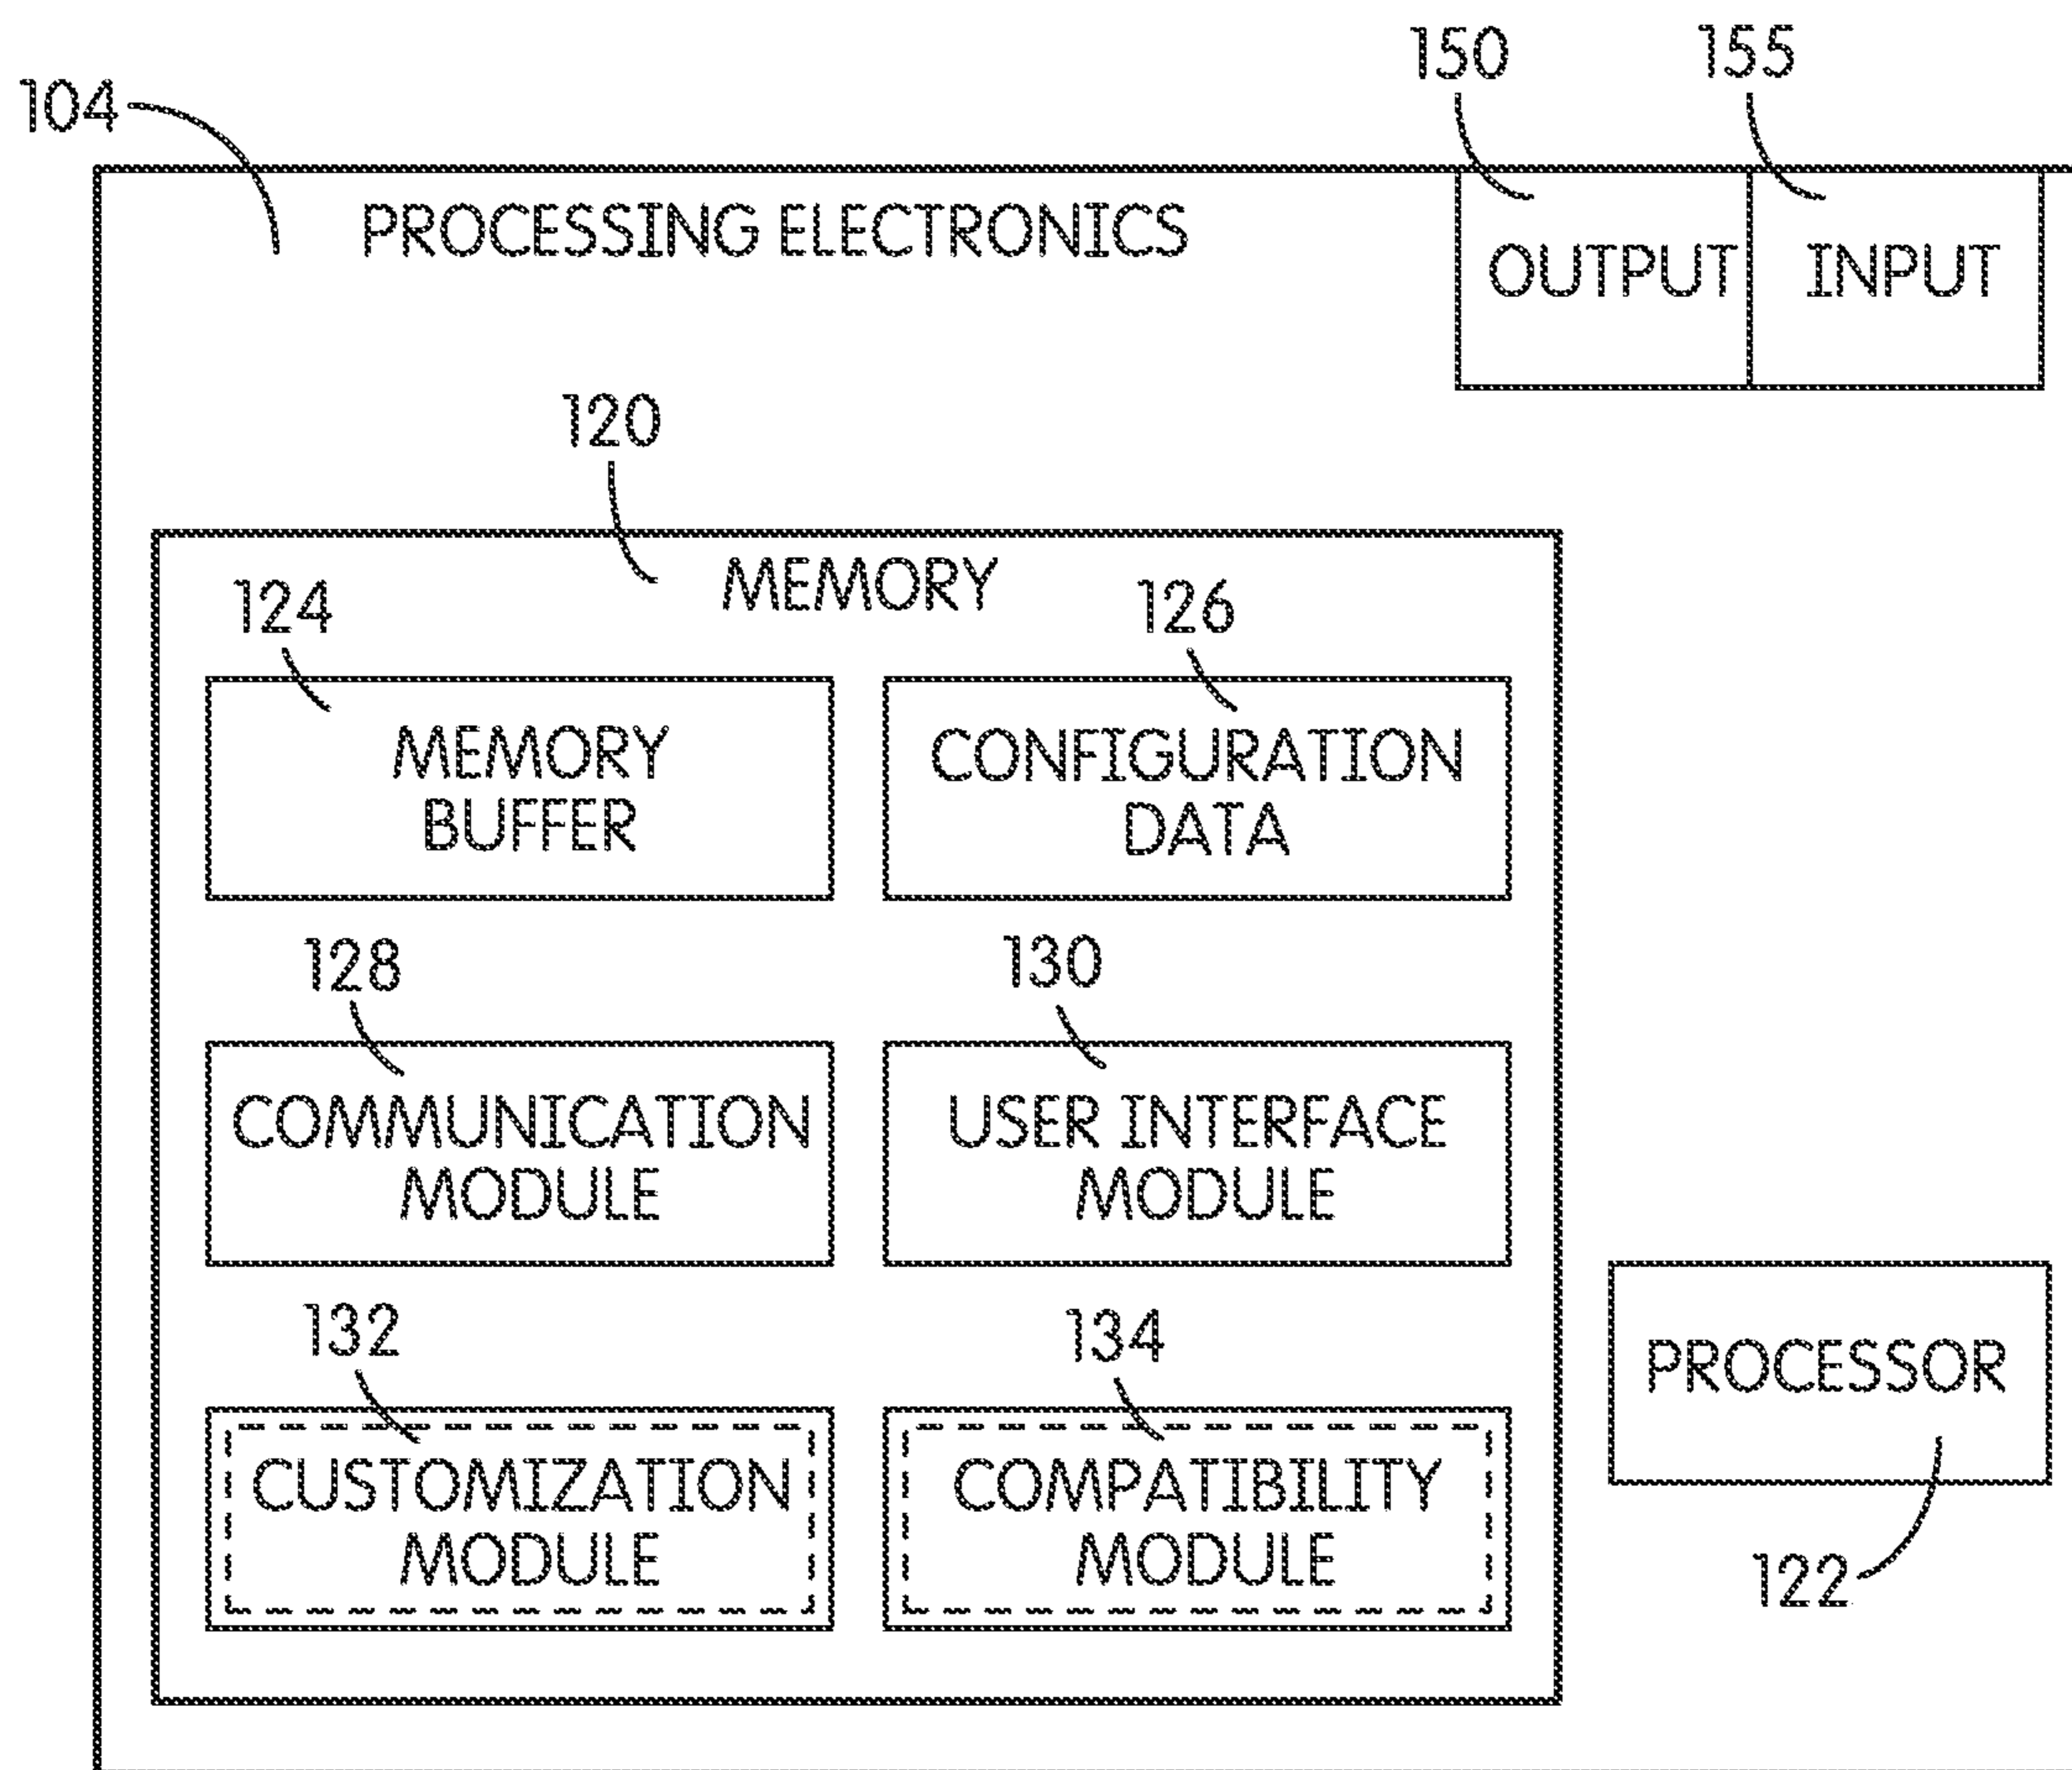 150
155
104
PROCESSING ELECTRONICS
OUTPUT
INPUT
120
MEMORY
124
126
MEMORY
BUFFER
CONFIGURATION
DATA
128
130
COMMUNICATION
MODULE
USER INTERFACE
MODULE
132
134
CUSTOMIZATION
MODULE
COMPATIBILITY
MODULE
PROCESSOR
122